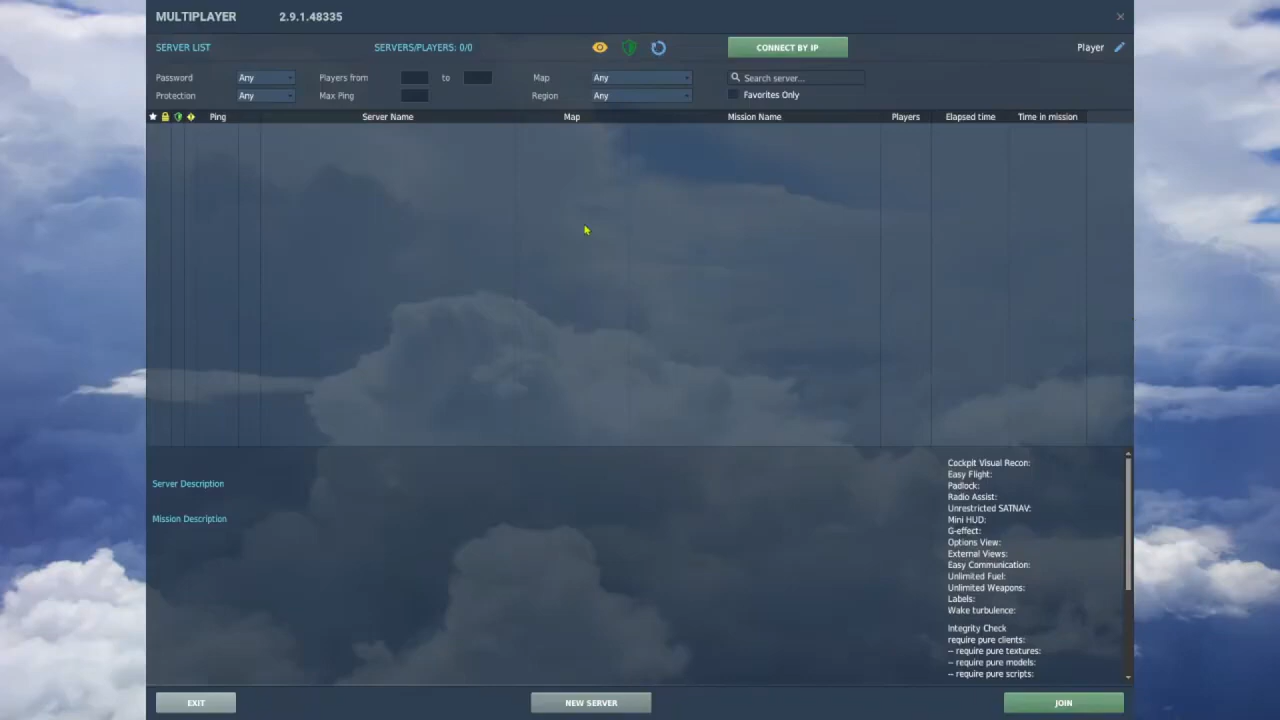 MULTIPLAYER 2.9.1.48335
SERVER LIST SERVERS/PLAYERS: 0/0 CONNECT BY IP Player
Password Any Players from to Map Any Search server...
Protection Any Max Ping Region Any Favorites Only
Ping Server Name Map Mission Name Players Elapsed time Time in mission
Server Description
Mission Description
Cockpit Visual Recon:
Easy Flight:
Padlock:
Radio Assist:
Unrestricted SATNAV:
Mini HUD:
G-effect:
Options View:
External Views:
Easy Communication:
Unlimited Fuel:
Unlimited Weapons:
Labels:
Wake turbulence:
Integrity Check
require pure clients:
-- require pure textures:
-- require pure models:
-- require pure scripts:
EXIT NEW SERVER JOIN